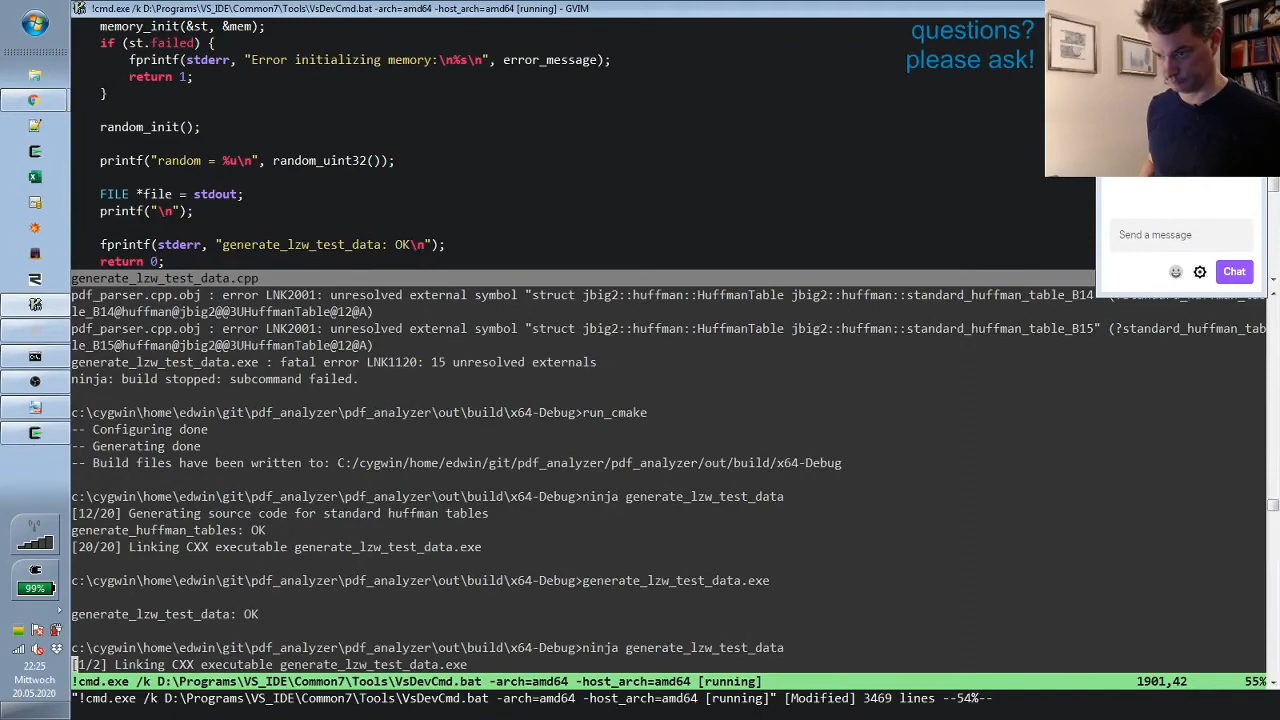 !cmd.exe /k D:\Programs\VS_IDE\Common7\Tools\VsDevCmd.bat -arch=amd64 -host_arch=amd64 [running] - GVIM
memory_init(&st, &mem);
if (st.failed) {
fprintf(stderr, "Error initializing memory:\n%s\n", error_message);
return 1;
}
random_init();
printf("random = %u\n", random_uint32());
FILE *file = stdout;
printf("\n");
fprintf(stderr, "generate_lzw_test_data: OK\n");
return 0;
questions?
please ask!
Send a message
Chat
generate_lzw_test_data.cpp
pdf_parser.cpp.obj : error LNK2001: unresolved external symbol "struct jbig2::huffman::HuffmanTable jbig2::huffman::standard_huffman_table_B14" (?standard_huffman_tab
le_B14@huffman@jbig2@@3UHuffmanTable@12@A)
pdf_parser.cpp.obj : error LNK2001: unresolved external symbol "struct jbig2::huffman::HuffmanTable jbig2::huffman::standard_huffman_table_B15" (?standard_huffman_tab
le_B15@huffman@jbig2@@3UHuffmanTable@12@A)
generate_lzw_test_data.exe : fatal error LNK1120: 15 unresolved externals
ninja: build stopped: subcommand failed.
c:\cygwin\home\edwin\git\pdf_analyzer\pdf_analyzer\out\build\x64-Debug>run_cmake
-- Configuring done
-- Generating done
-- Build files have been written to: C:/cygwin/home/edwin/git/pdf_analyzer/pdf_analyzer/out/build/x64-Debug
c:\cygwin\home\edwin\git\pdf_analyzer\pdf_analyzer\out\build\x64-Debug>ninja generate_lzw_test_data
[12/20] Generating source code for standard huffman tables
generate_huffman_tables: OK
[20/20] Linking CXX executable generate_lzw_test_data.exe
c:\cygwin\home\edwin\git\pdf_analyzer\pdf_analyzer\out\build\x64-Debug>generate_lzw_test_data.exe
generate_lzw_test_data: OK
c:\cygwin\home\edwin\git\pdf_analyzer\pdf_analyzer\out\build\x64-Debug>ninja generate_lzw_test_data
[1/2] Linking CXX executable generate_lzw_test_data.exe
!cmd.exe /k D:\Programs\VS_IDE\Common7\Tools\VsDevCmd.bat -arch=amd64 -host_arch=amd64 [running] 1901,42 55%
"!cmd.exe /k D:\Programs\VS_IDE\Common7\Tools\VsDevCmd.bat -arch=amd64 -host_arch=amd64 [running]" [Modified] 3469 lines --54%--
99%
22:25
Mittwoch
20.05.2020